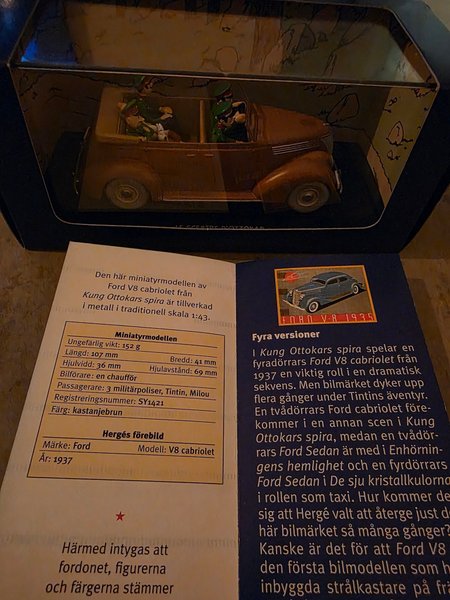 LE SCEPTRE D'OTTOKAR
Den här miniatyrmodellen av
Ford V8 cabriolet från
Kung Ottokars spira är tillverkad
i metall i traditionell skala 1:43.
Miniatyrmodellen
Ungefärlig vikt: 152 g
Längd: 107 mm Bredd: 41 mm
Hjulvidd: 36 mm Hjulavstånd: 69 mm
Bilförare: en chaufför
Passagerare: 3 militärpoliser, Tintin, Milou
Registreringsnummer: SY1421
Färg: kastanjebrun
Hergés förebild
Märke: Ford Modell: V8 cabriolet
År: 1937
Härmed intygas att
fordonet, figurerna
och färgerna stämmer
FORD V-8 1935
Fyra versioner
I Kung Ottokars spira spelar en
fyradörrars Ford V8 cabriolet från
1937 en viktig roll i en dramatisk
sekvens. Men bilmärket dyker upp
flera gånger under Tintins äventyr.
En tvådörrars Ford cabriolet före-
kommer i en annan scen i Kung
Ottokars spira, medan en tvådör-
rars Ford Sedan är med i Enhörnin-
gens hemlighet och en fyrdörrars
Ford Sedan i De sju kristallkulorna
i rollen som taxi. Hur kommer de
sig att Hergé valt att återge just d
här bilmärket så många gånger?
Kanske är det för att Ford V8
den första bilmodellen som h
inbyggda strålkastare på frä